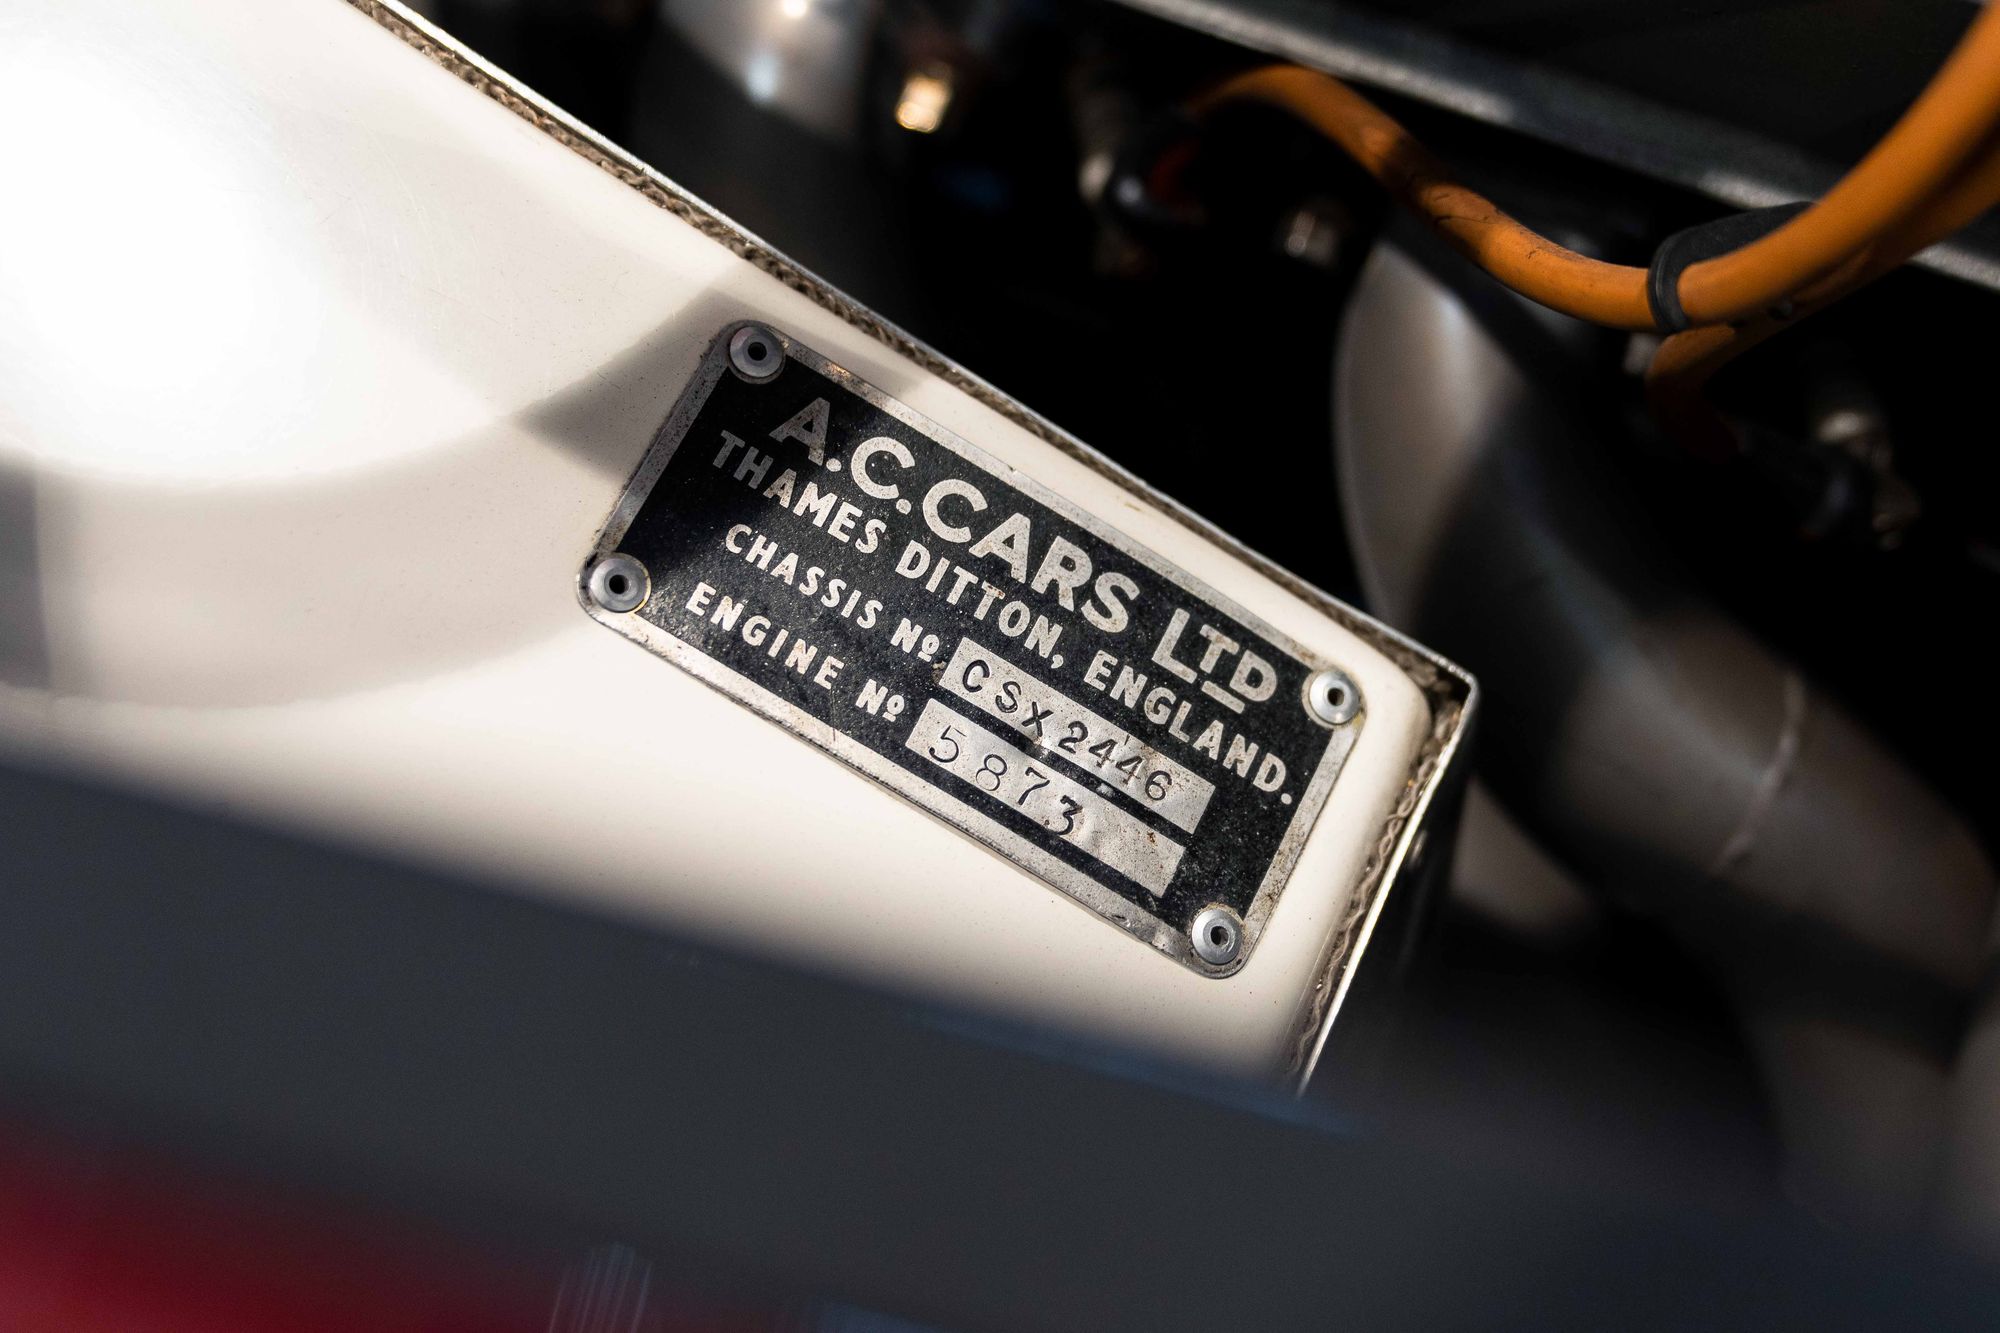 A.C. CARS LTD
THAMES DITTON, ENGLAND.
CHASSIS Nº CSX2446
ENGINE Nº 5873